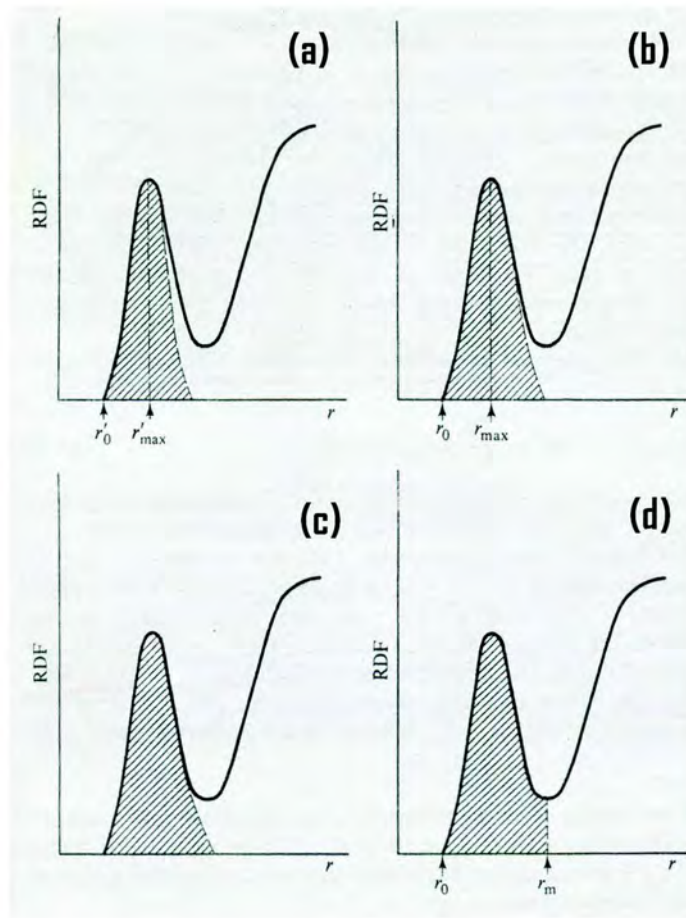 (a)
RDF
r
r′₀ r′max
(b)
RDF
r
r₀ rmax
(c)
RDF
r
(d)
RDF
r
r₀ rm